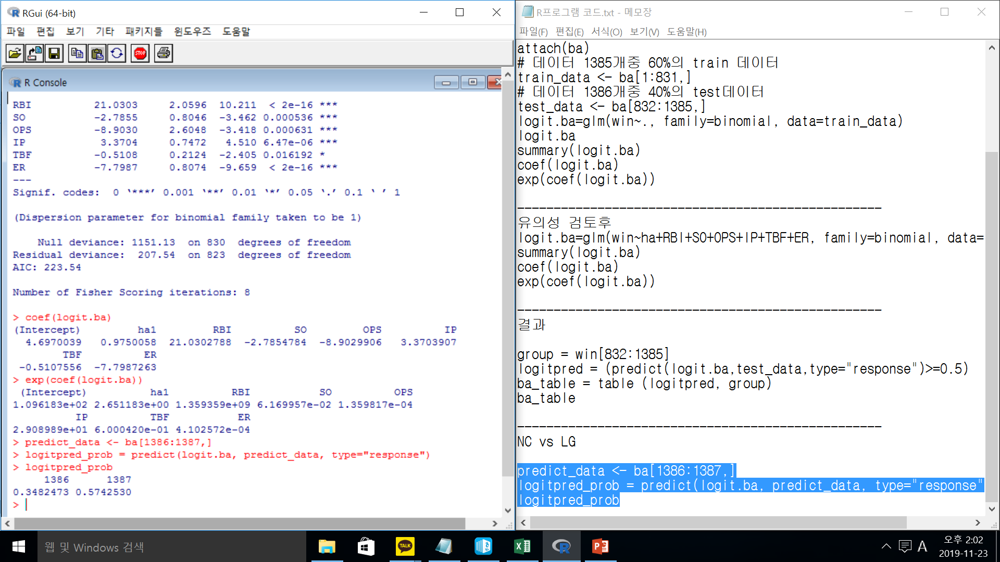 RGui (64-bit)
파일 편집 보기 기타 패키지들 윈도우즈 도움말
STOP
R Console
RBI 21.0303 2.0596 10.211 < 2e-16 ***
SO -2.7855 0.8046 -3.462 0.000536 ***
OPS -8.9030 2.6048 -3.418 0.000631 ***
IP 3.3704 0.7472 4.510 6.47e-06 ***
TBF -0.5108 0.2124 -2.405 0.016192 *
ER -7.7987 0.8074 -9.659 < 2e-16 ***
---
Signif. codes: 0 ‘***’ 0.001 ‘**’ 0.01 ‘*’ 0.05 ‘.’ 0.1 ‘ ’ 1
(Dispersion parameter for binomial family taken to be 1)
Null deviance: 1151.13 on 830 degrees of freedom
Residual deviance: 207.54 on 823 degrees of freedom
AIC: 223.54
Number of Fisher Scoring iterations: 8
> coef(logit.ba)
(Intercept) ha1 RBI SO OPS IP
4.6970039 0.9750058 21.0302788 -2.7854784 -8.9029906 3.3703907
TBF ER
-0.5107556 -7.7987263
> exp(coef(logit.ba))
(Intercept) ha1 RBI SO OPS
1.096183e+02 2.651183e+00 1.359359e+09 6.169957e-02 1.359817e-04
IP TBF ER
2.908989e+01 6.000420e-01 4.102572e-04
> predict_data <- ba[1386:1387,]
> logitpred_prob = predict(logit.ba, predict_data, type="response")
> logitpred_prob
1386 1387
0.3482473 0.5742530
>
R프로그램 코드.txt - 메모장
파일(F) 편집(E) 서식(O) 보기(V) 도움말(H)
attach(ba)
# 데이터 1385개중 60%의 train 데이터
train_data <- ba[1:831,]
# 데이터 1386개중 40%의 test데이터
test_data <- ba[832:1385,]
logit.ba=glm(win~., family=binomial, data=train_data)
logit.ba
summary(logit.ba)
coef(logit.ba)
exp(coef(logit.ba))
--------------------------------------------------
유의성 검토후
logit.ba=glm(win~ha+RBI+SO+OPS+IP+TBF+ER, family=binomial, data=
summary(logit.ba)
coef(logit.ba)
exp(coef(logit.ba))
--------------------------------------------------
결과
group = win[832:1385]
logitpred = (predict(logit.ba,test_data,type="response")>=0.5)
ba_table = table (logitpred, group)
ba_table
--------------------------------------------------
NC vs LG
predict_data <- ba[1386:1387,]
logitpred_prob = predict(logit.ba, predict_data, type="response"
logitpred_prob
웹 및 Windows 검색
TALK
A
오후 2:02
2019-11-23